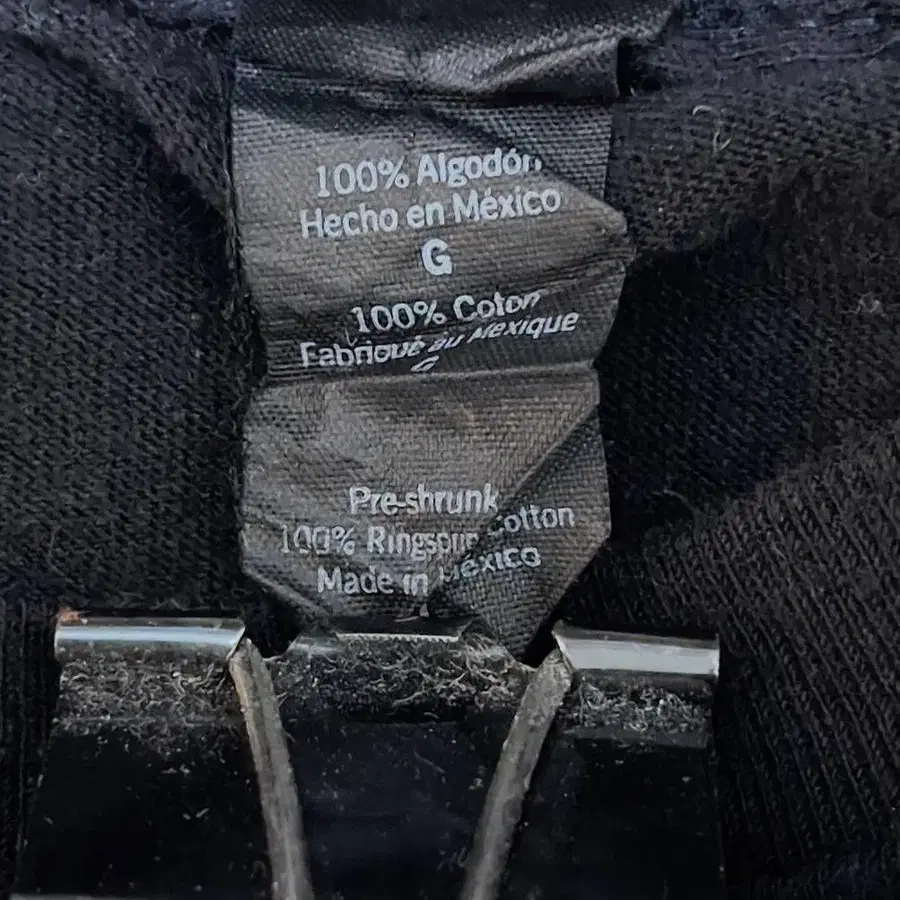 100% Algodón
Hecho en México
G
100% Coton
Fabriqué au Mexique
G
Pre-shrunk
100% Ringspun Cotton
Made in Mexico